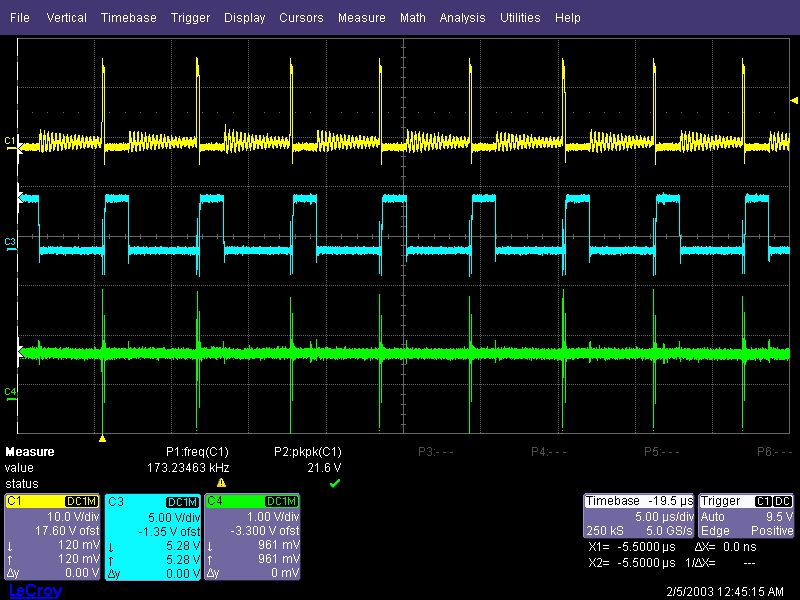 File Vertical Timebase Trigger Display Cursors Measure Math Analysis Utilities Help
C1
C3
C4
Measure P1:freq(C1) P2:pkpk(C1) P3:- - - P4:- - - P5:- - - P6:- - -
value 173.23463 kHz 21.6 V
status
C1 DC1M
10.0 V/div
17.60 V ofst
↓ 120 mV
↑ 120 mV
Δy 0.00 V
C3 DC1M
5.00 V/div
-1.35 V ofst
↓ 5.28 V
↑ 5.28 V
Δy 0.00 V
C4 DC1M
1.00 V/div
-3.300 V ofst
↓ 961 mV
↑ 961 mV
Δy 0 mV
Timebase -19.5 µs
5.00 µs/div
250 kS 5.0 GS/s
Trigger C1 DC
Auto 9.5 V
Edge Positive
X1= -5.5000 µs ΔX= 0.0 ns
X2= -5.5000 µs 1/ΔX= ---
LeCroy
2/5/2003 12:45:15 AM